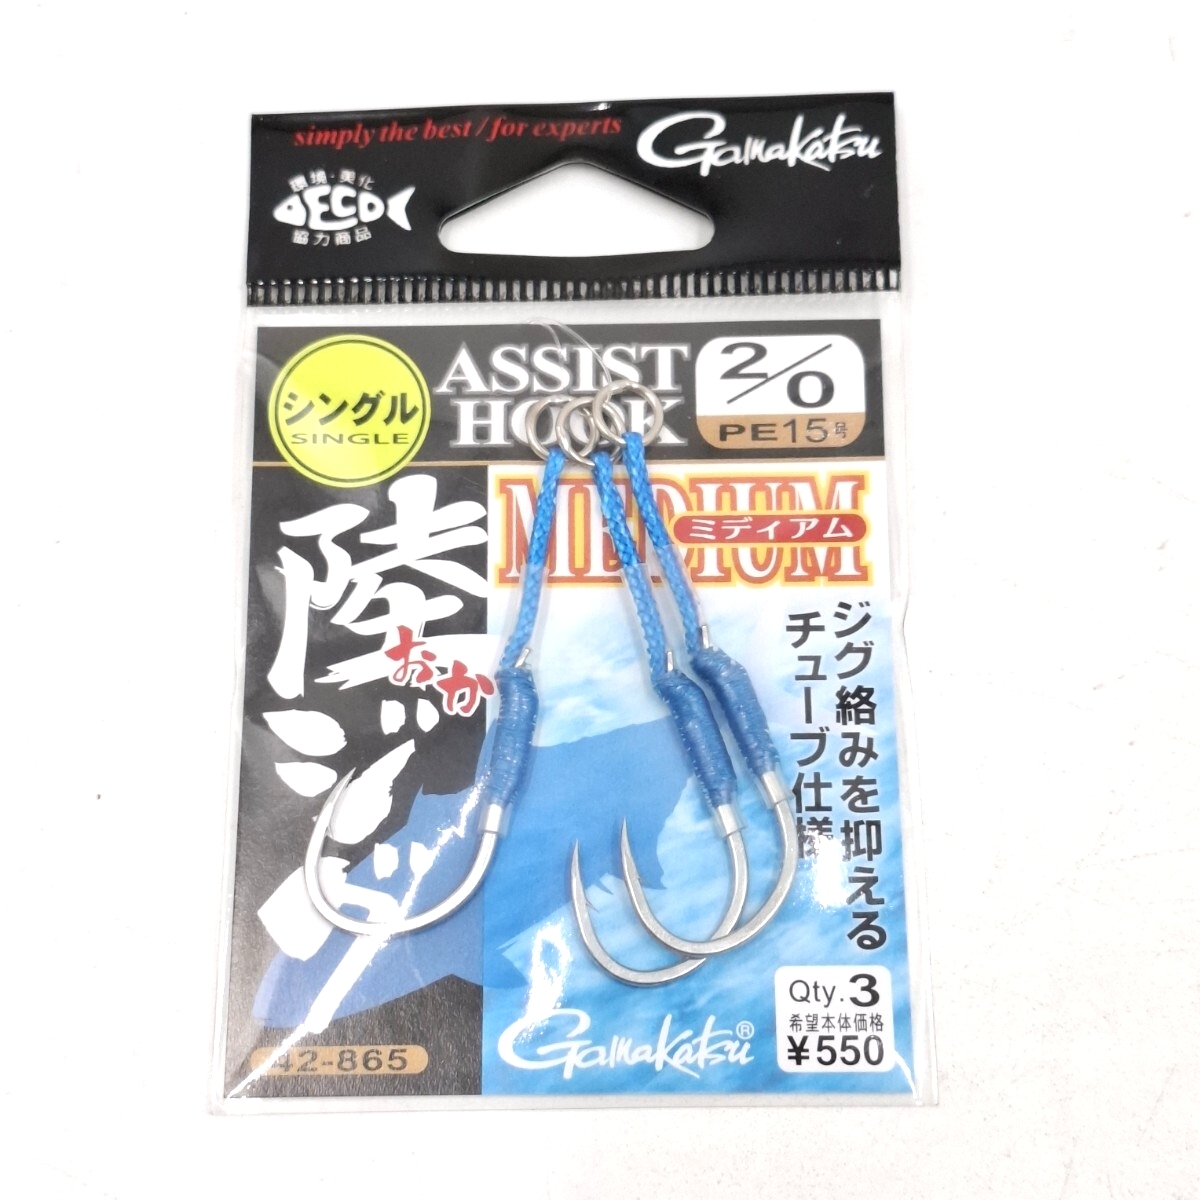 simply the best / for experts
Gamakatsu
環境・美化
ECO
協力商品
シングル
SINGLE
ASSIST
HOOK
2/0
PE15号
MEDIUM
ミディアム
陸ジグ
おか
ジグ絡みを抑える
チューブ仕様
Qty.3
希望本体価格
¥550
Gamakatsu®
42-865